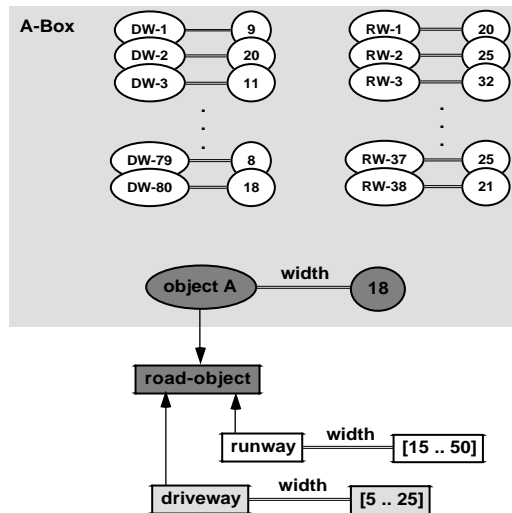 A-Box
DW-1 9 RW-1 20
DW-2 20 RW-2 25
DW-3 11 RW-3 32
DW-79 8 RW-37 25
DW-80 18 RW-38 21
object A width 18
road-object
runway width [15 .. 50]
driveway width [5 .. 25]